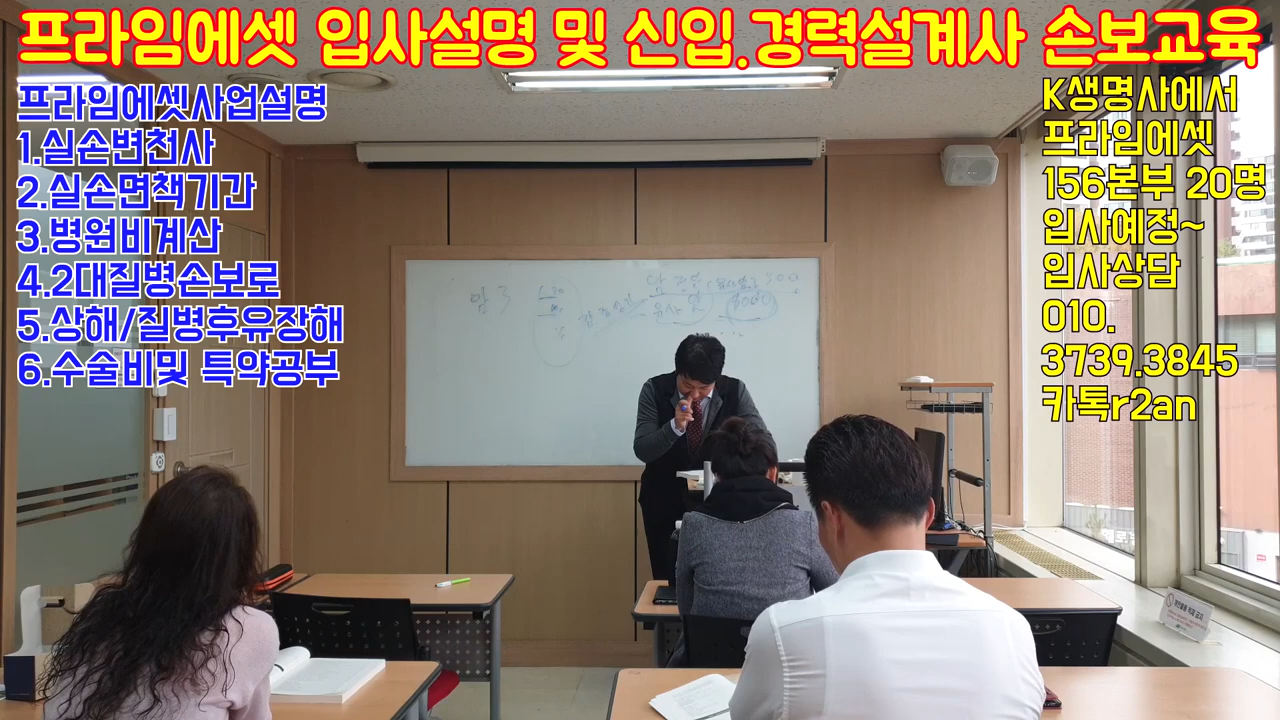 프라임에셋 입사설명 및 신입.경력설계사 손보교육
프라임에셋사업설명
1.실손변천사
2.실손면책기간
3.병원비계산
4.2대질병손보로
5.상해/질병후유장해
6.수술비및 특약공부
K생명사에서
프라임에셋
156본부 20명
입사예정~
입사상담
010.
3739.3845
카톡r2an
암
유사암